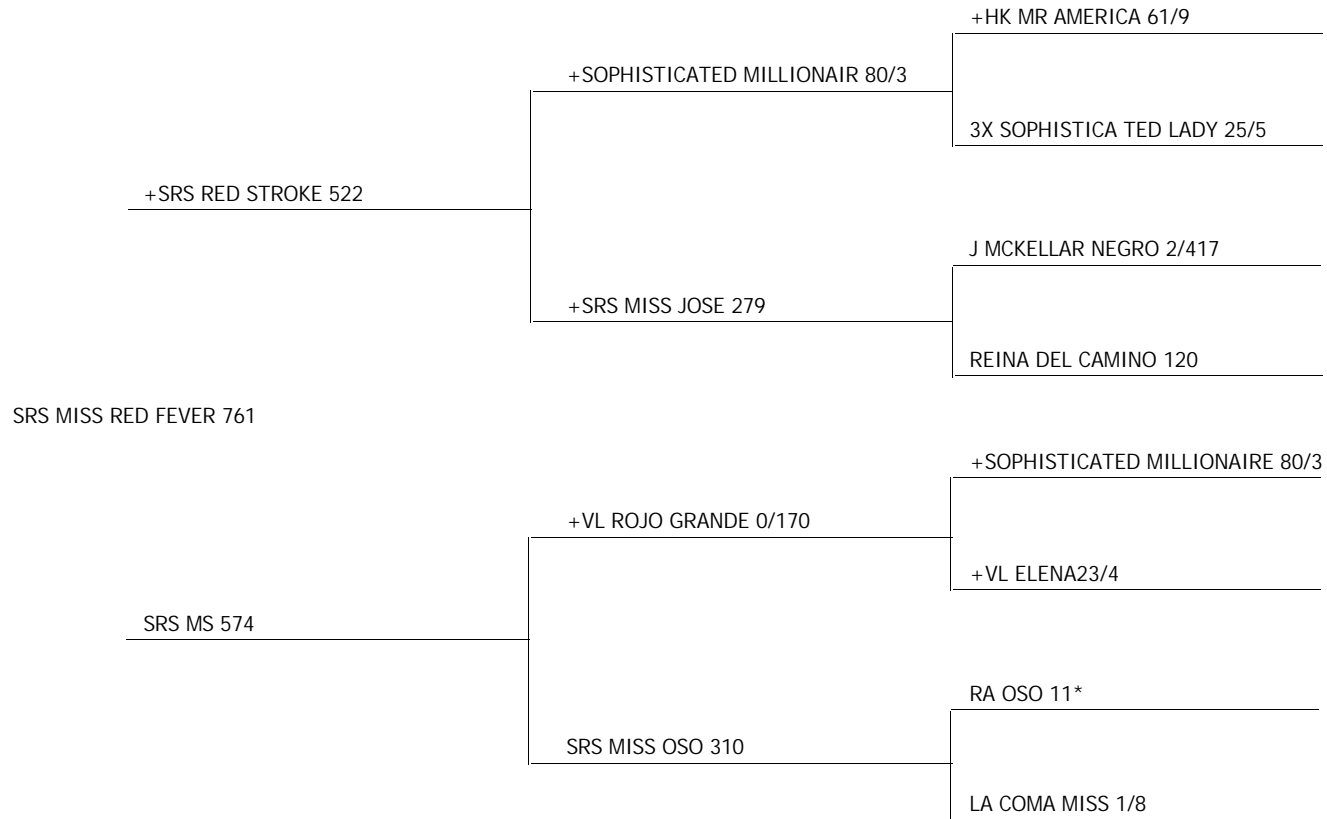 +HK MR AMERICA 61/9
+SOPHISTICATED MILLIONAIR 80/3
3X SOPHISTICA TED LADY 25/5
+SRS RED STROKE 522
J MCKELLAR NEGRO 2/417
+SRS MISS JOSE 279
REINA DEL CAMINO 120
SRS MISS RED FEVER 761
+SOPHISTICATED MILLIONAIRE 80/3
+VL ROJO GRANDE 0/170
+VL ELENA23/4
SRS MS 574
RA OSO 11*
SRS MISS OSO 310
LA COMA MISS 1/8